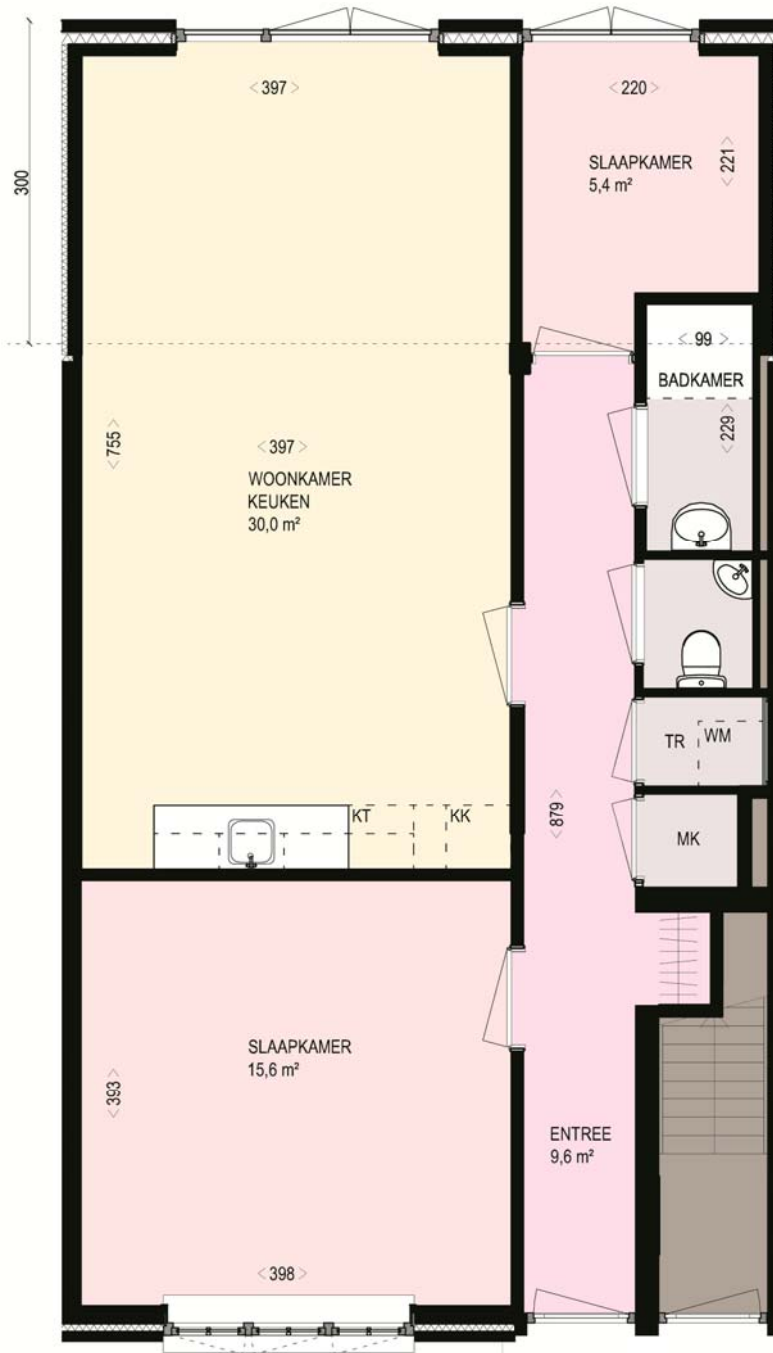 <397>
<220>
300
SLAAPKAMER
5,4 m²
<221>
<99>
BADKAMER
<229>
<755>
<397>
WOONKAMER
KEUKEN
30,0 m²
TR
WM
KT
KK
<879>
MK
SLAAPKAMER
15,6 m²
<393>
ENTREE
9,6 m²
<398>